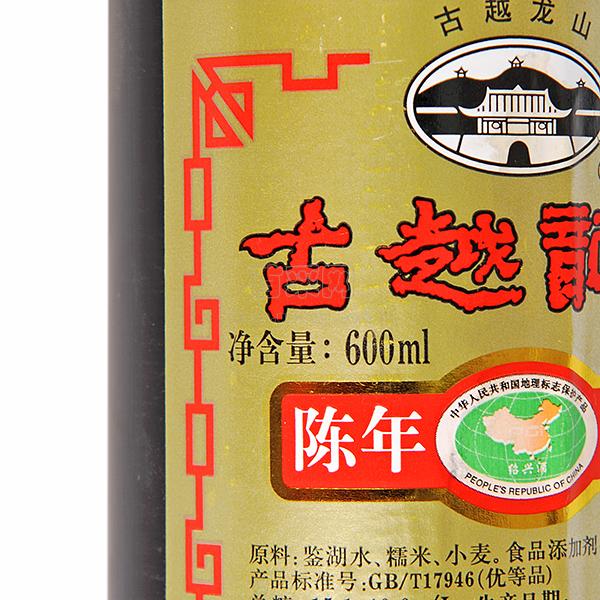 古越龙山
古越龍
净含量：600ml
陈年
中华人民共和国地理标志保护产品
PGI
绍兴酒
PEOPLE'S REPUBLIC OF CHINA
原料：鉴湖水、糯米、小麦。食品添加剂
产品标准号：GB/T17946(优等品)